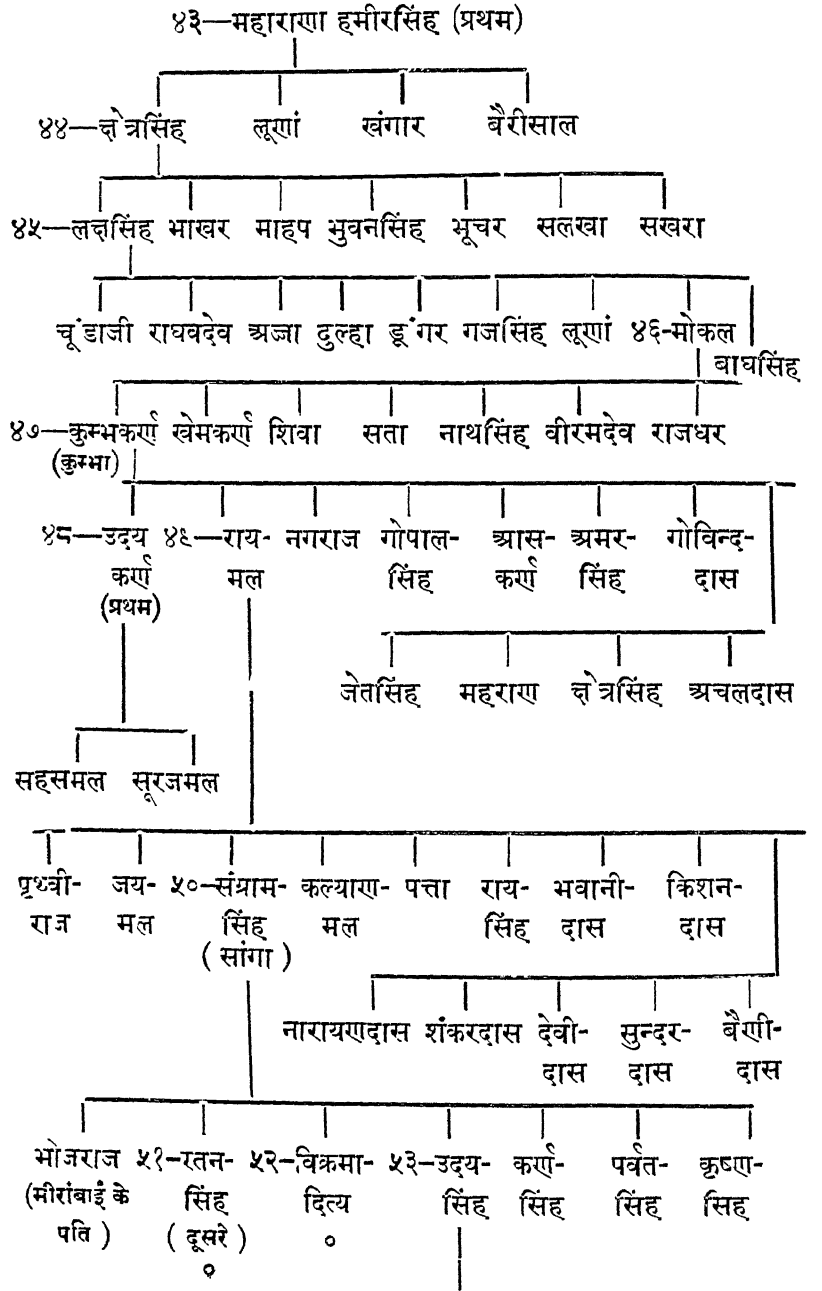 ४३—महाराणा हमीरसिंह (प्रथम)
४४—क्षेत्रसिंह लूणां खंगार बैरीसाल
४५—लक्षसिंह भाखर माहप भुवनसिंह भूचर सलखा सखरा
चूंडाजी राघवदेव अज्जा दुल्हा डूंगर गजसिंह लूणां ४६-मोकल
बाघसिंह
४७—कुम्भकर्ण खेमकर्ण शिवा सता नाथसिंह वीरमदेव राजधर
(कुम्भा)
४८—उदय ४९—राय- नगराज गोपाल- आस- अमर- गोविन्द-
कर्ण मल सिंह कर्ण सिंह दास
(प्रथम)
जेतसिंह महराण क्षेत्रसिंह अचलदास
सहसमल सूरजमल
पृथ्वी- जय- ५०—संग्राम- कल्याण- पत्ता राय- भवानी- किशन-
राज मल सिंह मल सिंह दास दास
( सांगा )
नारायणदास शंकरदास देवी- सुन्दर- बैणी-
दास दास दास
भोजराज ५१—रतन- ५२—विक्रमा- ५३—उदय- कर्ण- पर्वत- कृष्ण-
(मीरांबाई के सिंह दित्य सिंह सिंह सिंह सिह
पति ) ( दूसरे ) ०
०